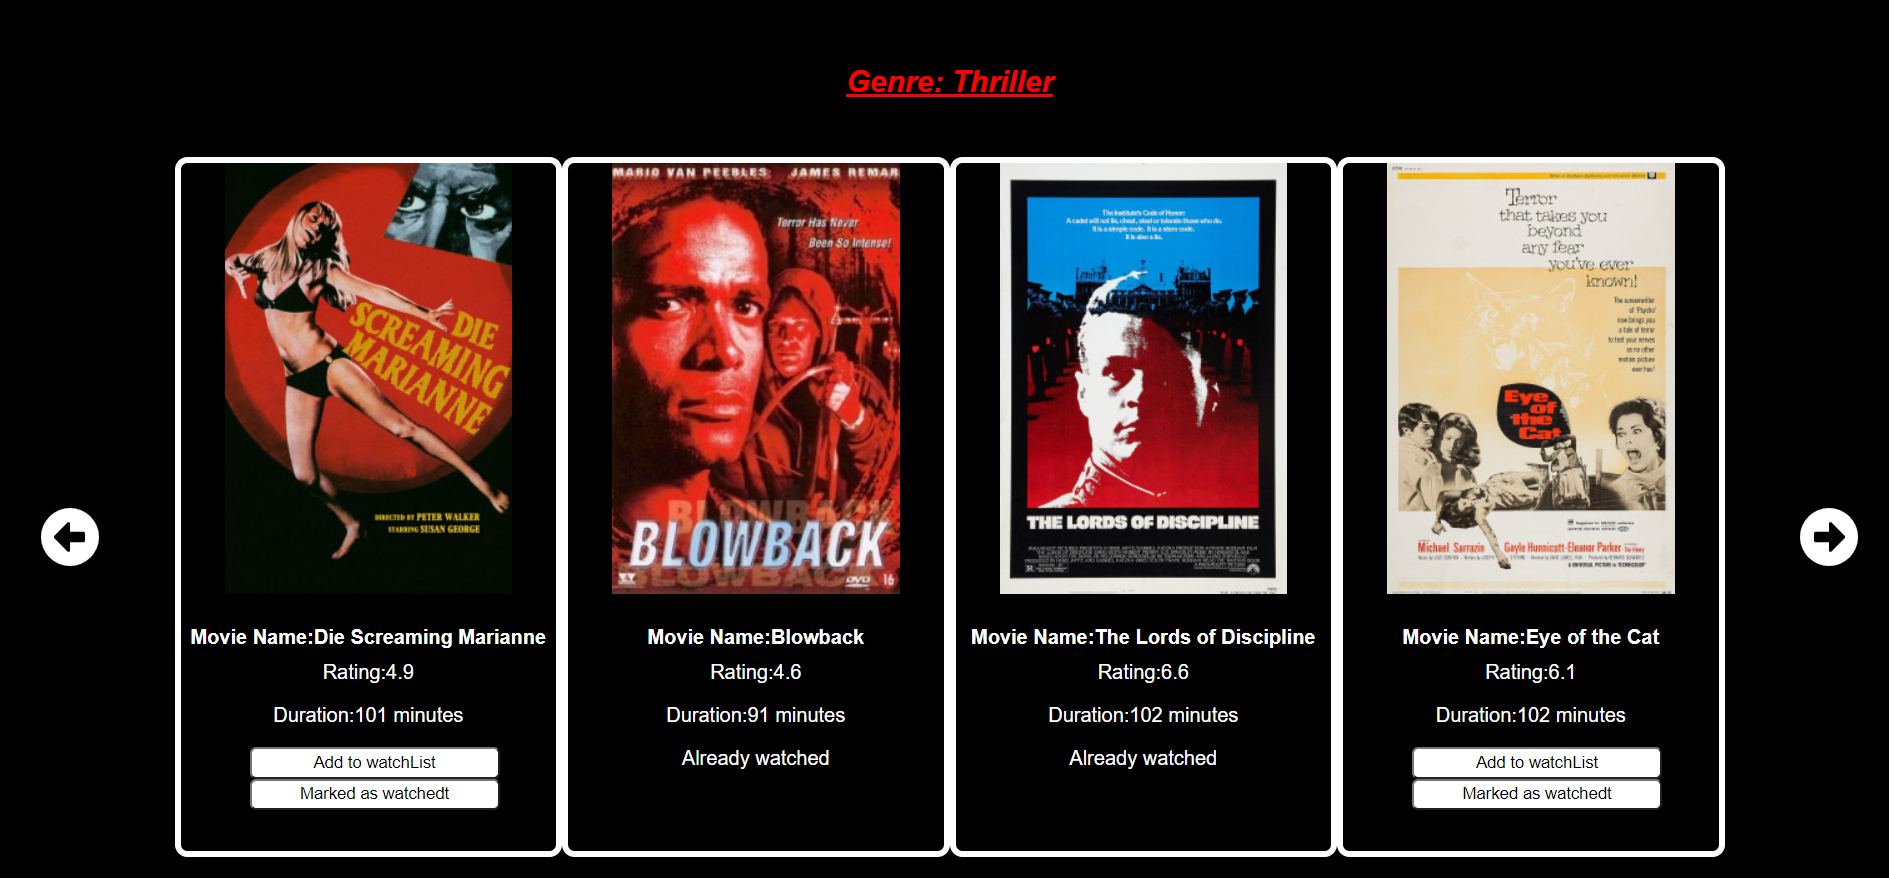 Genre: Thriller
DIE
SCREAMING
MARIANNE
DIRECTED BY PETER WALKER
STARRING SUSAN GEORGE
Movie Name:Die Screaming Marianne
Rating:4.9
Duration:101 minutes
Add to watchList
Marked as watchedt
MARIO VAN PEEBLES JAMES REMAR
Terror Has Never
Been So Intense!
BLOWBACK
BLOWBACK
BLOWBACK
DVD 16
Movie Name:Blowback
Rating:4.6
Duration:91 minutes
Already watched
The Institute's Code of Honor:
A cadet will not lie, cheat, steal or tolerate those who do.
It is a simple code. It is a stern code.
It is also a lie.
THE LORDS OF DISCIPLINE
R
Movie Name:The Lords of Discipline
Rating:6.6
Duration:102 minutes
Already watched
Terror
that takes you
beyond
any fear
you've ever
known!
The screenwriter
of 'Psycho'
now brings you
a tale of terror
to test your nerves
as no other
motion picture
ever has!
Eye
of
the
Cat
Michael Sarrazin Gayle Hunnicutt · Eleanor Parker
A UNIVERSAL PICTURE IN TECHNICOLOR
Movie Name:Eye of the Cat
Rating:6.1
Duration:102 minutes
Add to watchList
Marked as watchedt